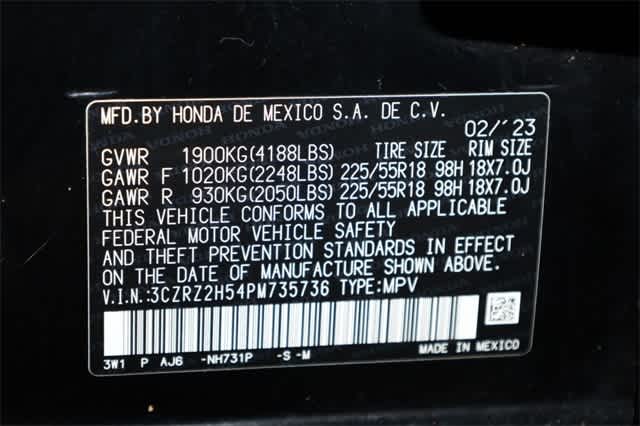 MFD.BY HONDA DE MEXICO S.A. DE C.V.
02/'23
GVWR 1900KG(4188LBS) TIRE SIZE RIM SIZE
GAWR F 1020KG(2248LBS) 225/55R18 98H 18X7.0J
GAWR R 930KG(2050LBS) 225/55R18 98H 18X7.0J
THIS VEHICLE CONFORMS TO ALL APPLICABLE
FEDERAL MOTOR VEHICLE SAFETY
AND THEFT PREVENTION STANDARDS IN EFFECT
ON THE DATE OF MANUFACTURE SHOWN ABOVE.
V.I.N.:3CZRZ2H54PM735736 TYPE:MPV
3W1 P AJ6 -NH731P -S -M MADE IN MEXICO